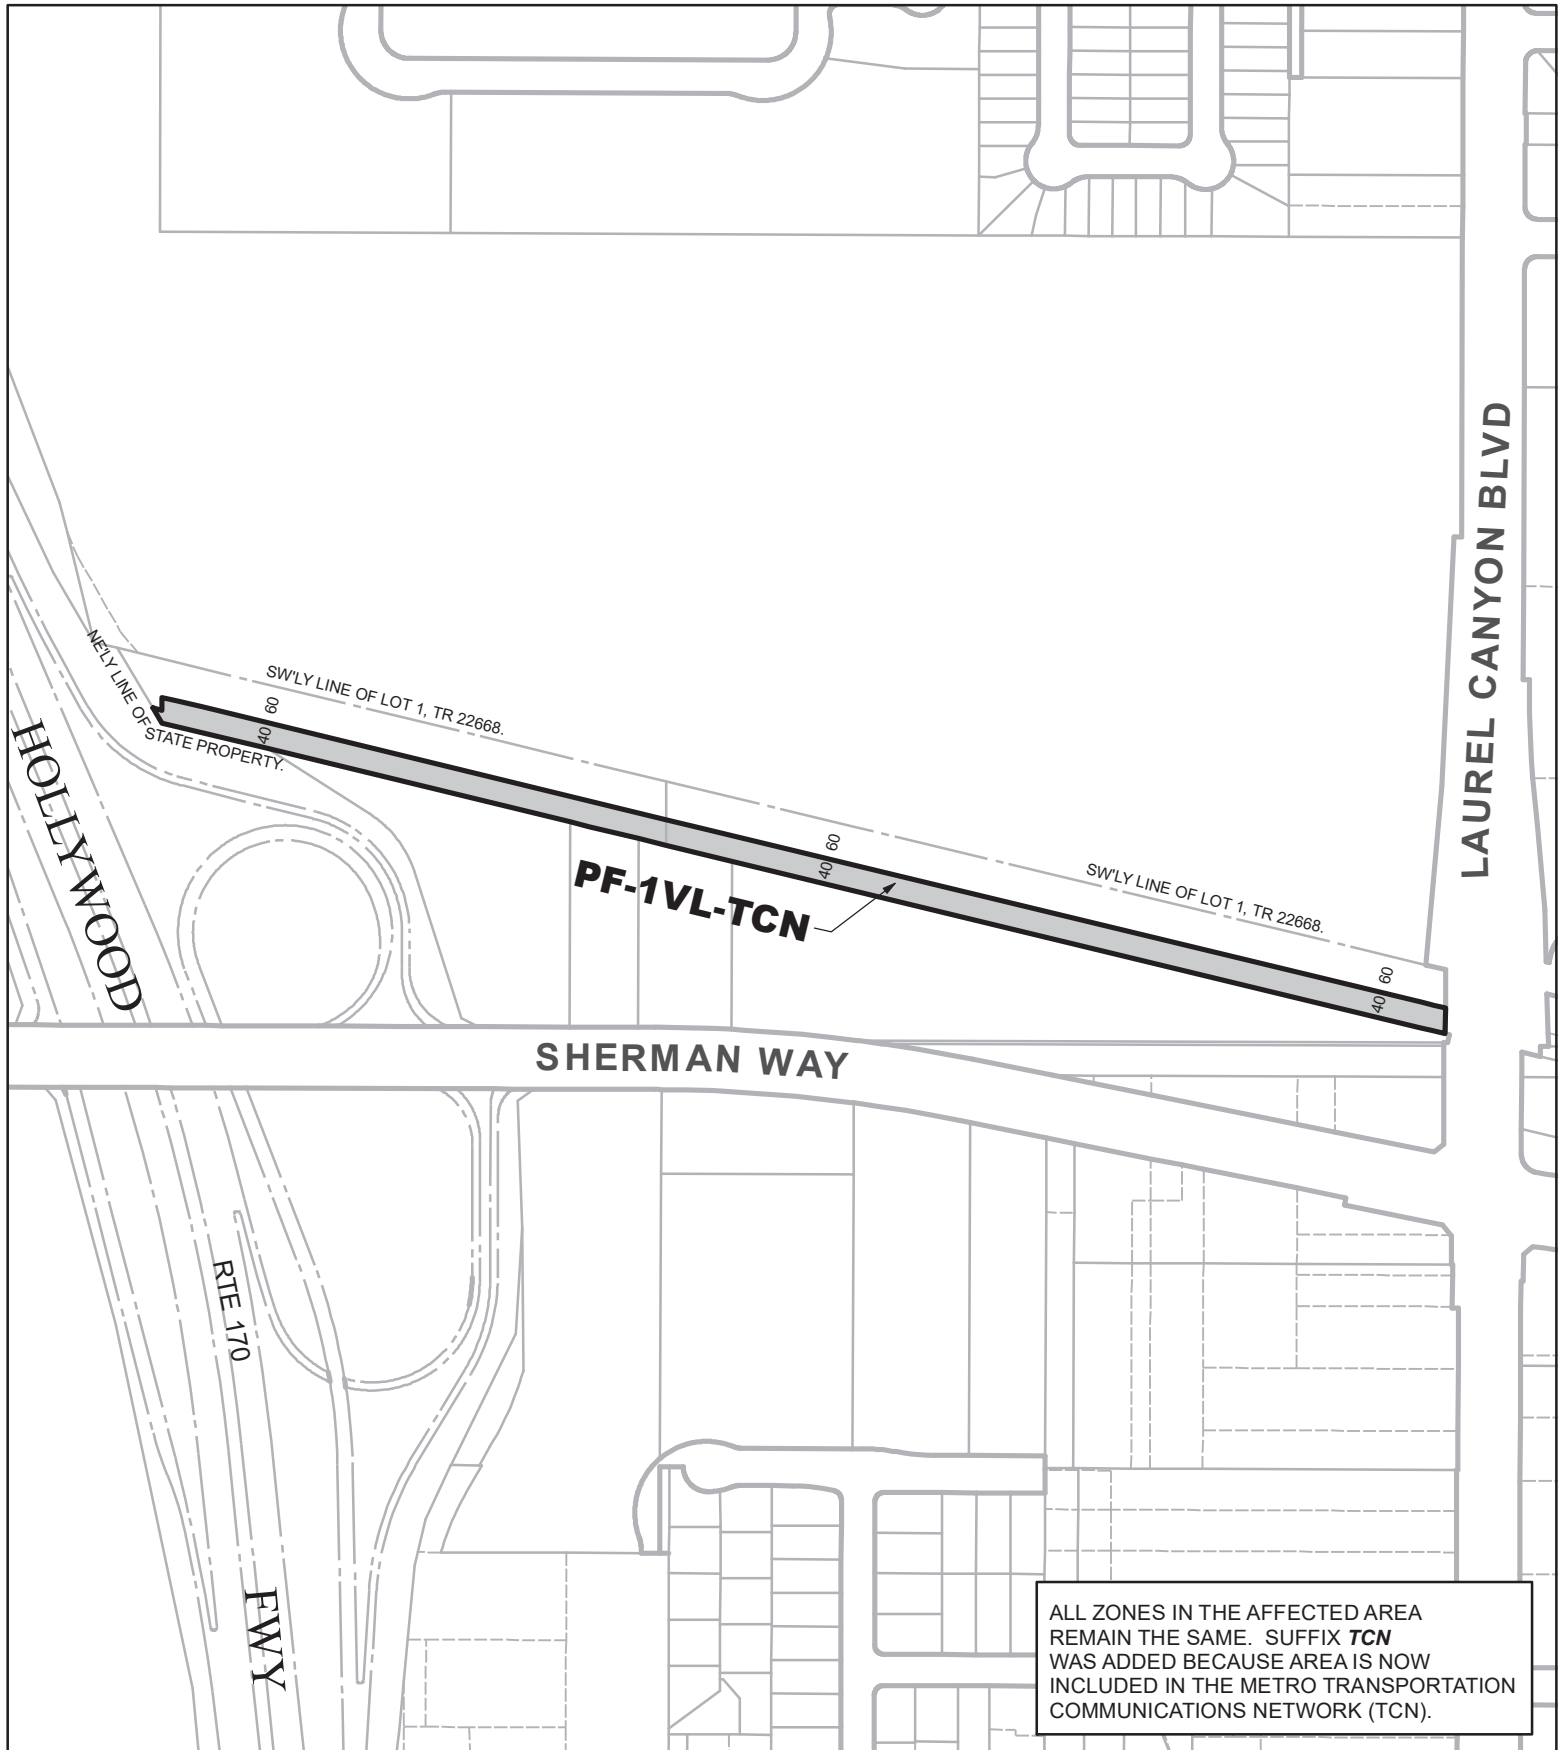 LAUREL CANYON BLVD
NE'LY LINE OF
STATE PROPERTY.
SW'LY LINE OF LOT 1, TR 22668.
60
40
HOLLYWOOD
60
40
PF-1VL-TCN
SW'LY LINE OF LOT 1, TR 22668.
60
40
SHERMAN WAY
RTE 170
FWY
ALL ZONES IN THE AFFECTED AREA
REMAIN THE SAME. SUFFIX TCN
WAS ADDED BECAUSE AREA IS NOW
INCLUDED IN THE METRO TRANSPORTATION
COMMUNICATIONS NETWORK (TCN).